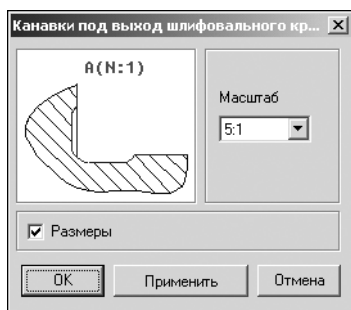 Канавки под выход шлифовального кр...
A(N:1)
Масштаб
5:1
Размеры
OK
Применить
Отмена